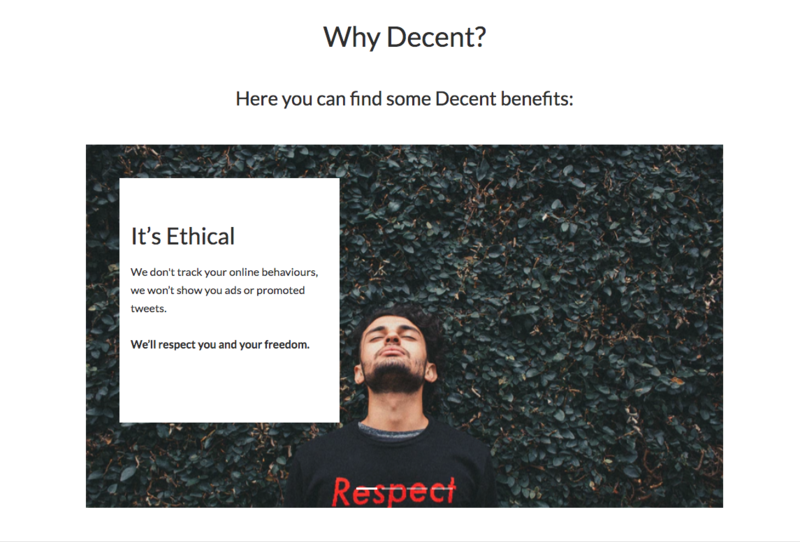 Why Decent?
Here you can find some Decent benefits:
It’s Ethical
We don't track your online behaviours,
we won't show you ads or promoted
tweets.
We'll respect you and your freedom.
Respect